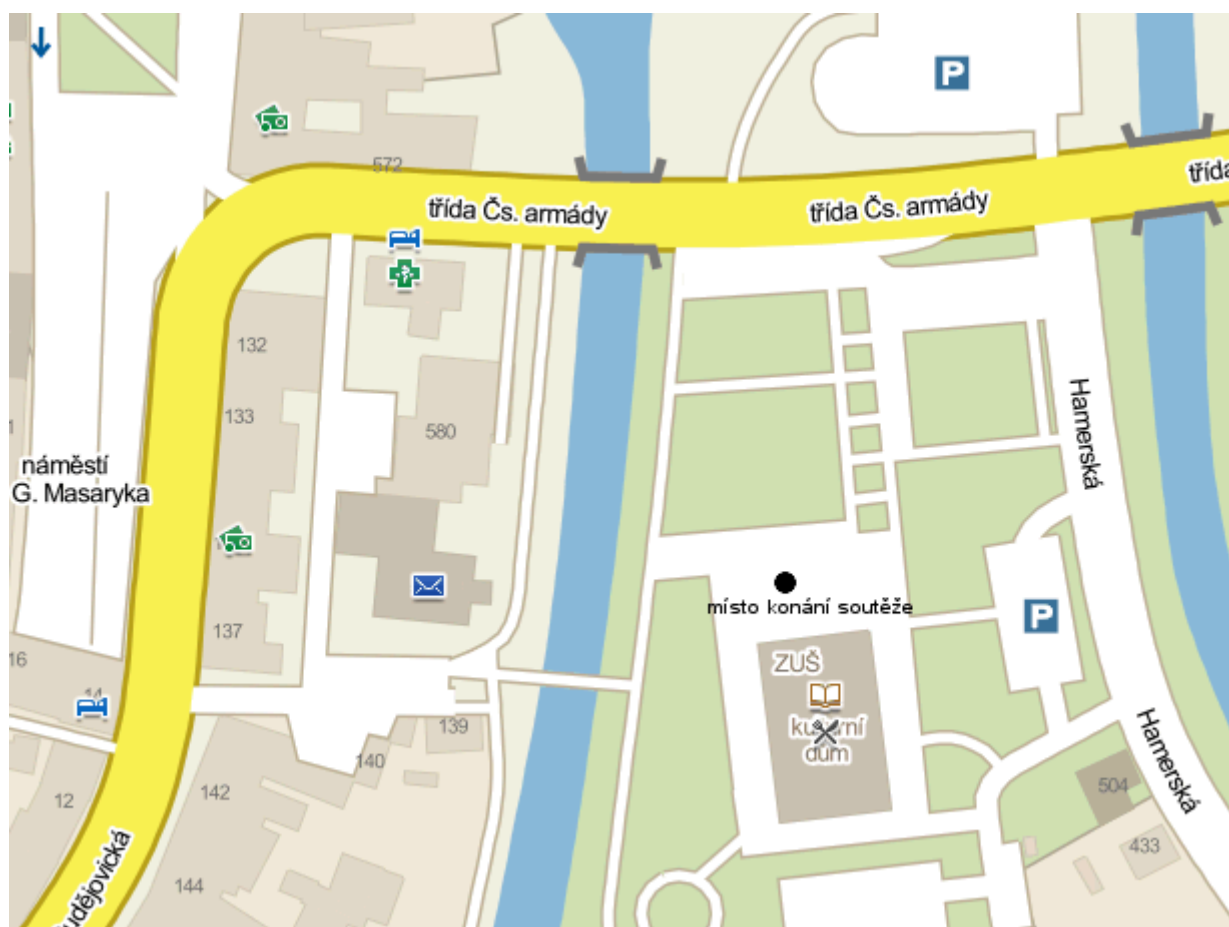 P
572
třída Čs. armády
třída Čs. armády
třída
132
133
580
Hamerská
náměstí
G. Masaryka
místo konání soutěže
P
137
ZUŠ
16
14
kulturní
dům
139
140
Hamerská
12
142
504
433
144
udějovická